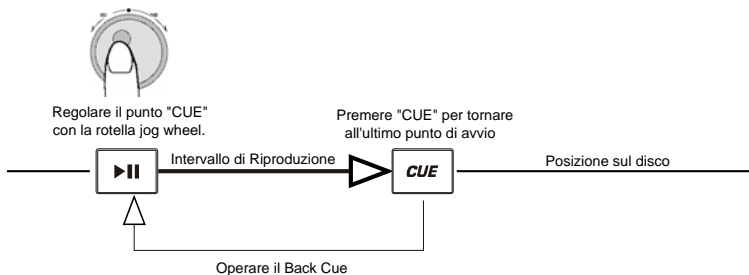 Regolare il punto "CUE"
con la rotella jog wheel.
Premere "CUE" per tornare
all'ultimo punto di avvio
Intervallo di Riproduzione
CUE
Posizione sul disco
Operare il Back Cue